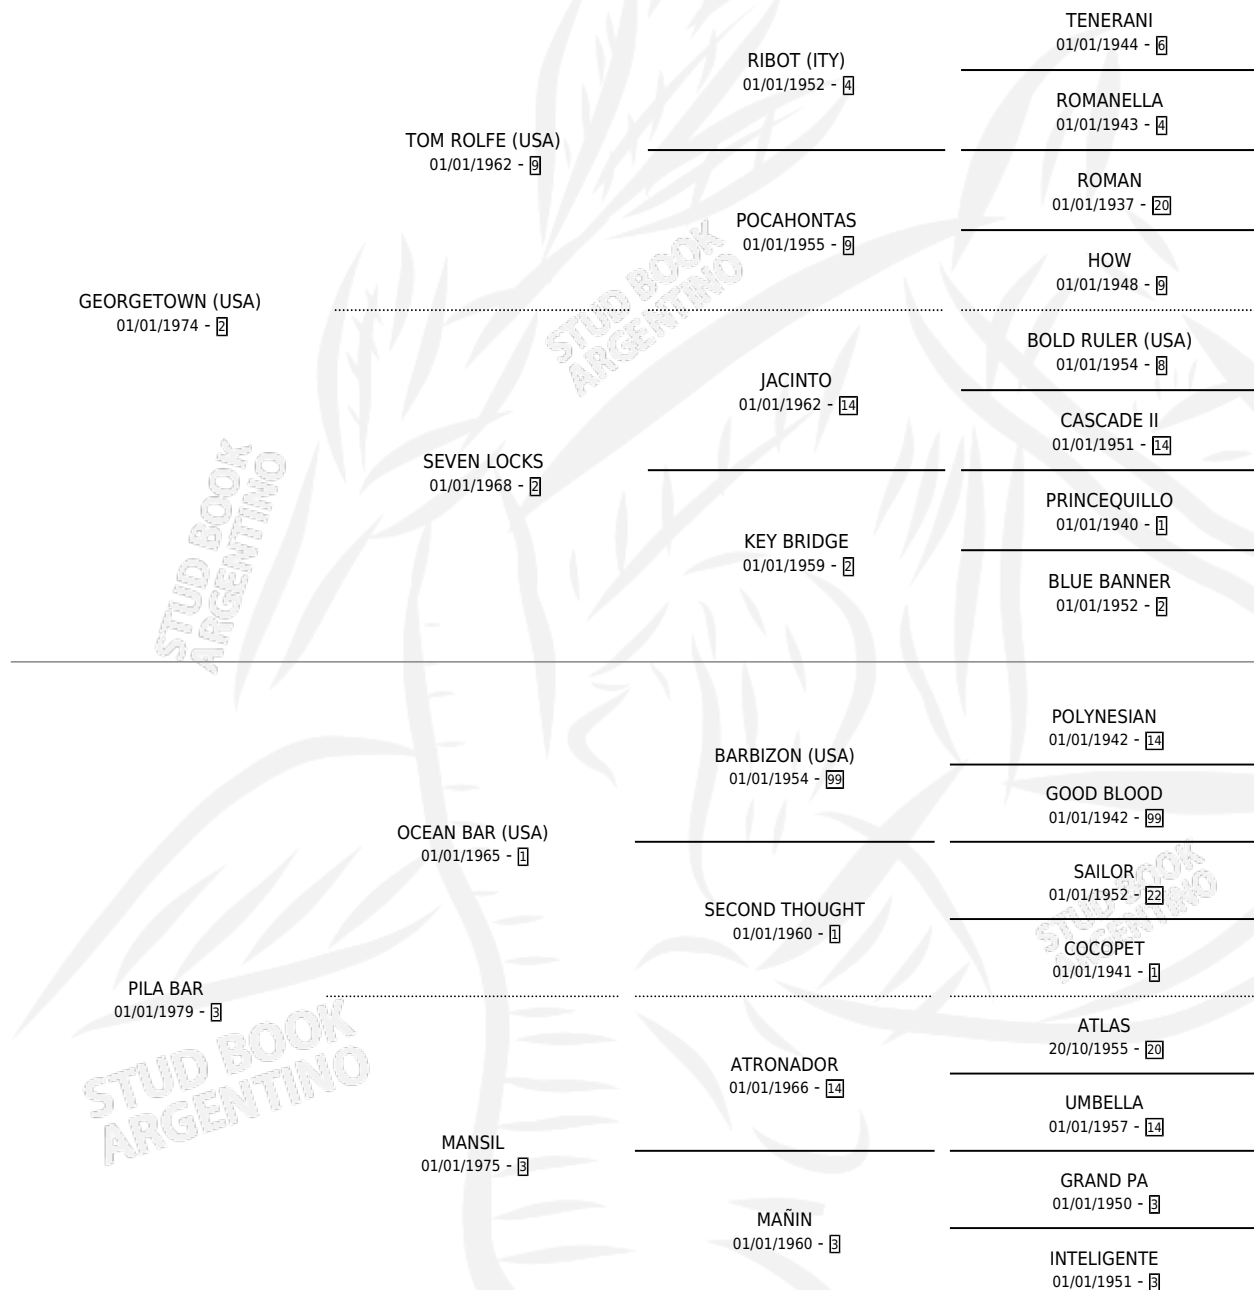 TENERANI
01/01/1944 - 6
RIBOT (ITY)
01/01/1952 - 4
ROMANELLA
01/01/1943 - 4
TOM ROLFE (USA)
01/01/1962 - 9
ROMAN
01/01/1937 - 20
POCAHONTAS
01/01/1955 - 9
HOW
01/01/1948 - 9
GEORGETOWN (USA)
01/01/1974 - 2
STUD BOOK
ARGENTINO
BOLD RULER (USA)
01/01/1954 - 8
JACINTO
01/01/1962 - 14
CASCADE II
01/01/1951 - 14
SEVEN LOCKS
01/01/1968 - 2
PRINCEQUILLO
01/01/1940 - 1
KEY BRIDGE
01/01/1959 - 2
BLUE BANNER
01/01/1952 - 2
STUD BOOK
ARGENTINO
POLYNESIAN
01/01/1942 - 14
BARBIZON (USA)
01/01/1954 - 99
GOOD BLOOD
01/01/1942 - 99
OCEAN BAR (USA)
01/01/1965 - 1
SAILOR
01/01/1952 - 22
SECOND THOUGHT
01/01/1960 - 1
STUD BOOK
ARGENTINO
COCOPET
01/01/1941 - 1
PILA BAR
01/01/1979 - 3
ATLAS
20/10/1955 - 20
ATRONADOR
01/01/1966 - 14
STUD BOOK
ARGENTINO
UMBELLA
01/01/1957 - 14
MANSIL
01/01/1975 - 3
GRAND PA
01/01/1950 - 3
MAÑIN
01/01/1960 - 3
INTELIGENTE
01/01/1951 - 3